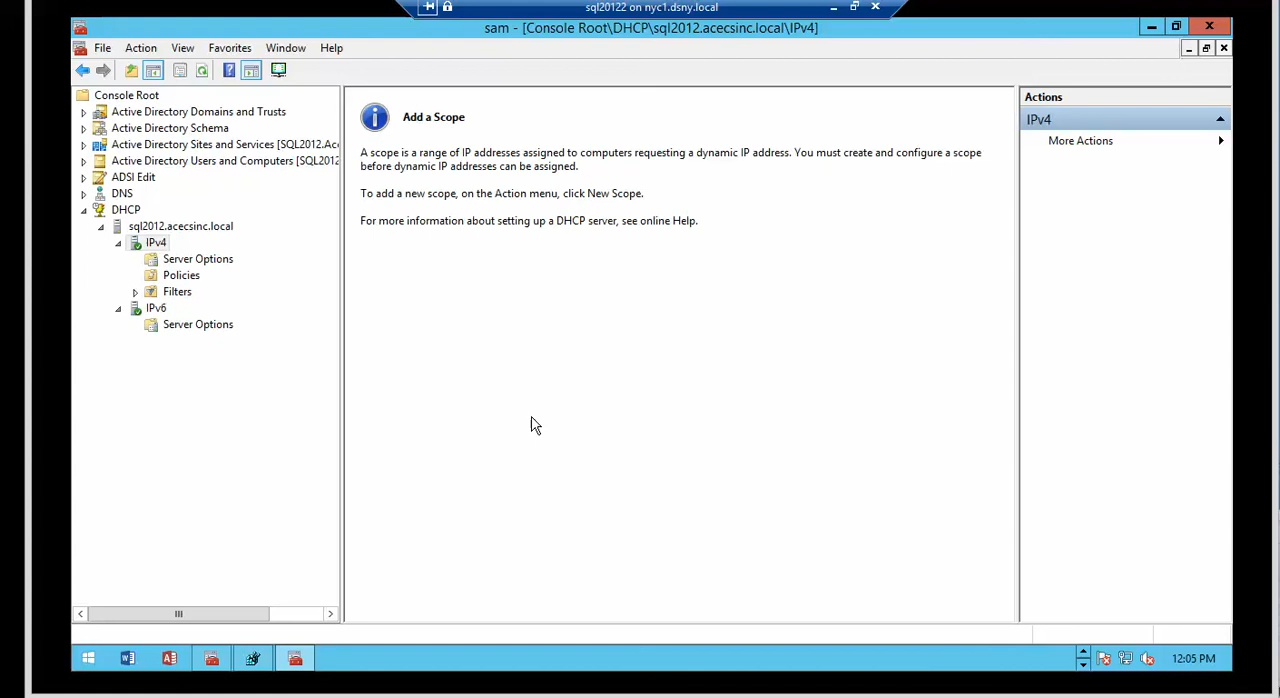 sql20122 on nyc1.dsny.local
sam - [Console Root\DHCP\sql2012.acecsinc.local\IPv4]
File Action View Favorites Window Help
Console Root
Active Directory Domains and Trusts
Active Directory Schema
Active Directory Sites and Services [SQL2012.Ace
Active Directory Users and Computers [SQL2012
ADSI Edit
DNS
DHCP
sql2012.acecsinc.local
IPv4
Server Options
Policies
Filters
IPv6
Server Options
Add a Scope
A scope is a range of IP addresses assigned to computers requesting a dynamic IP address. You must create and configure a scope
before dynamic IP addresses can be assigned.
To add a new scope, on the Action menu, click New Scope.
For more information about setting up a DHCP server, see online Help.
Actions
IPv4
More Actions
12:05 PM